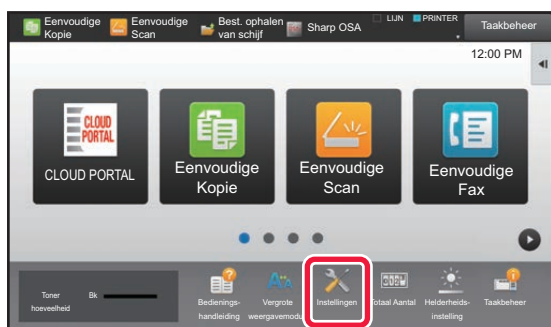 Eenvoudige
Kopie
Eenvoudige
Scan
Best. ophalen
van schijf
Sharp OSA
LIJN
PRINTER
Taakbeheer
12:00 PM
CLOUD
PORTAL
CLOUD PORTAL
Eenvoudige
Kopie
Eenvoudige
Scan
Eenvoudige
Fax
Toner
hoeveelheid
Bk
Bedienings-
handleiding
Vergrote
weergavemodus
Instellingen
Totaal Aantal
Helderheids-
instelling
Taakbeheer